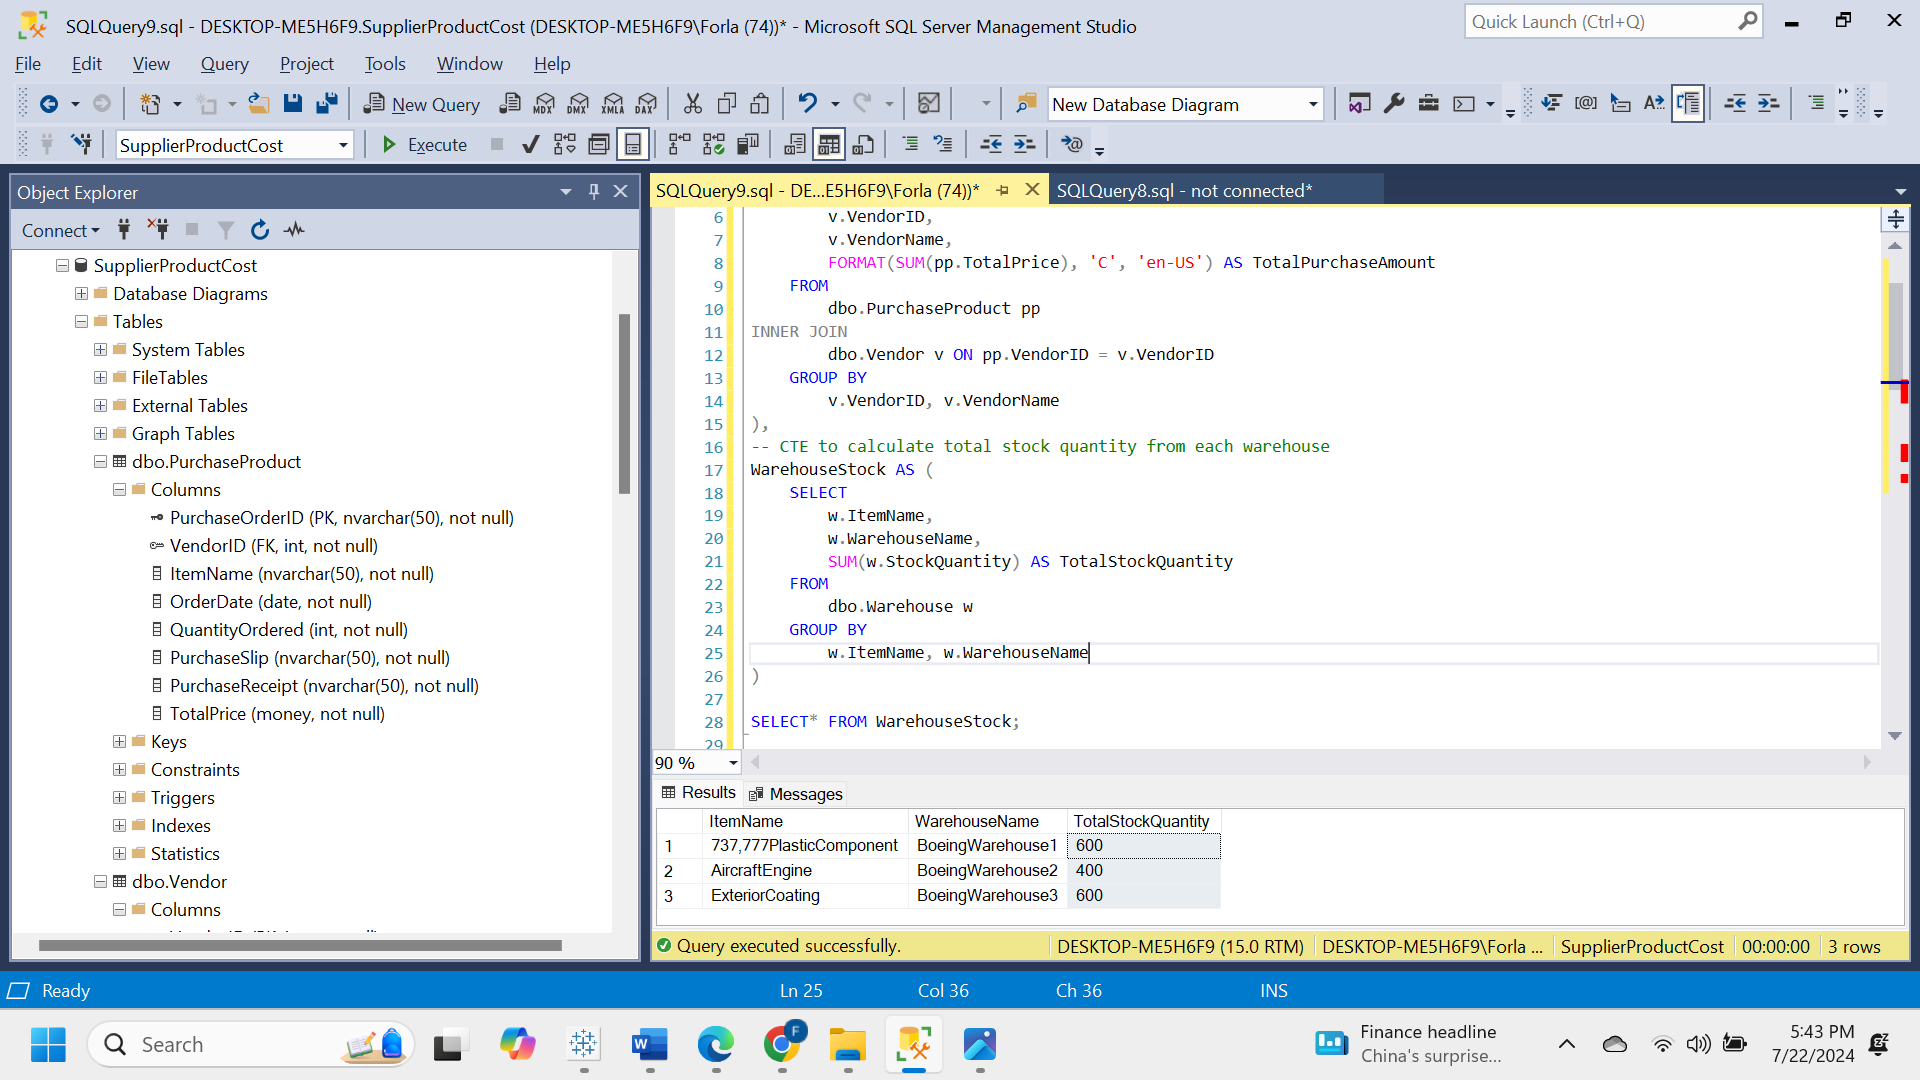 SQLQuery9.sql - DESKTOP-ME5H6F9.SupplierProductCost (DESKTOP-ME5H6F9\Forla (74))* - Microsoft SQL Server Management Studio
Quick Launch (Ctrl+Q)
File Edit View Query Project Tools Window Help
New Query MDX DMX XMLA DAX New Database Diagram
SupplierProductCost Execute
Object Explorer
Connect
SupplierProductCost
Database Diagrams
Tables
System Tables
FileTables
External Tables
Graph Tables
dbo.PurchaseProduct
Columns
PurchaseOrderID (PK, nvarchar(50), not null)
VendorID (FK, int, not null)
ItemName (nvarchar(50), not null)
OrderDate (date, not null)
QuantityOrdered (int, not null)
PurchaseSlip (nvarchar(50), not null)
PurchaseReceipt (nvarchar(50), not null)
TotalPrice (money, not null)
Keys
Constraints
Triggers
Indexes
Statistics
dbo.Vendor
Columns
SQLQuery9.sql - DE...E5H6F9\Forla (74))* SQLQuery8.sql - not connected*
6 v.VendorID,
7 v.VendorName,
8 FORMAT(SUM(pp.TotalPrice), 'C', 'en-US') AS TotalPurchaseAmount
9 FROM
10 dbo.PurchaseProduct pp
11 INNER JOIN
12 dbo.Vendor v ON pp.VendorID = v.VendorID
13 GROUP BY
14 v.VendorID, v.VendorName
15 ),
16 -- CTE to calculate total stock quantity from each warehouse
17 WarehouseStock AS (
18 SELECT
19 w.ItemName,
20 w.WarehouseName,
21 SUM(w.StockQuantity) AS TotalStockQuantity
22 FROM
23 dbo.Warehouse w
24 GROUP BY
25 w.ItemName, w.WarehouseName
26 )
27
28 SELECT* FROM WarehouseStock;
29
90 %
Results Messages
ItemName WarehouseName TotalStockQuantity
1 737,777PlasticComponent BoeingWarehouse1 600
2 AircraftEngine BoeingWarehouse2 400
3 ExteriorCoating BoeingWarehouse3 600
Query executed successfully. DESKTOP-ME5H6F9 (15.0 RTM) DESKTOP-ME5H6F9\Forla ... SupplierProductCost 00:00:00 3 rows
Ready Ln 25 Col 36 Ch 36 INS
Search
F
W
Finance headline
China's surprise...
5:43 PM
7/22/2024